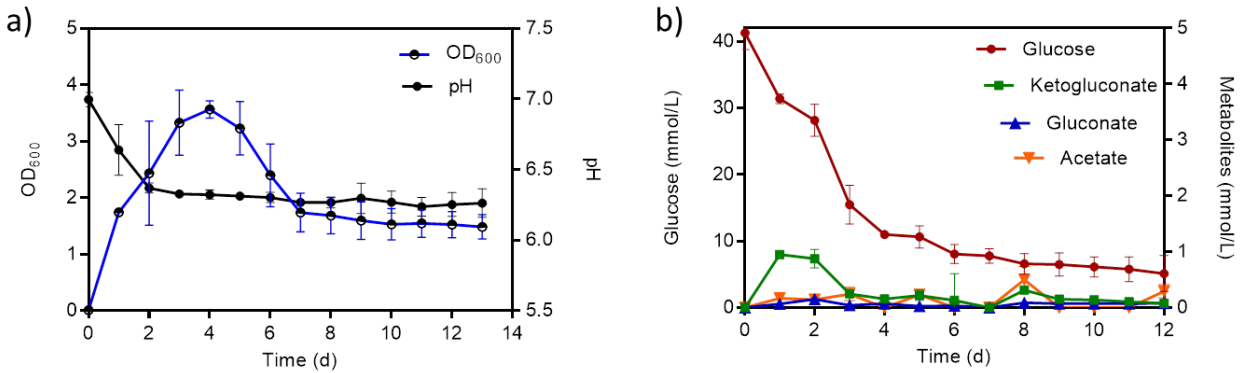 a)
5
4
3
2
1
0
OD600
7.5
7.0
6.5
6.0
5.5
pH
OD600
pH
0 2 4 6 8 10 12 14
Time (d)
b)
40
30
20
10
0
Glucose (mmol/L)
5
4
3
2
1
0
Metabolites (mmol/L)
Glucose
Ketogluconate
Gluconate
Acetate
0 2 4 6 8 10 12
Time (d)